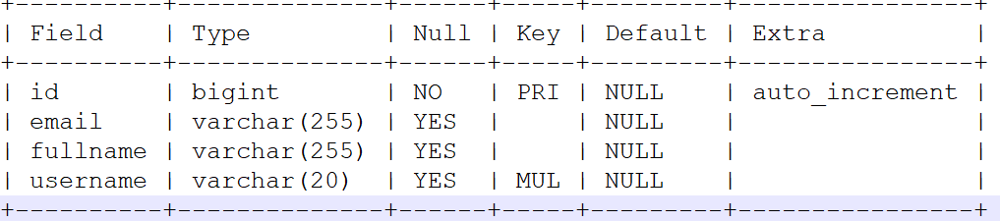 +----------+--------------+------+-----+---------+----------------+
| Field    | Type         | Null | Key | Default | Extra          |
+----------+--------------+------+-----+---------+----------------+
| id       | bigint       | NO   | PRI | NULL    | auto_increment |
| email    | varchar(255) | YES  |     | NULL    |                |
| fullname | varchar(255) | YES  |     | NULL    |                |
| username | varchar(20)  | YES  | MUL | NULL    |                |
+----------+--------------+------+-----+---------+----------------+